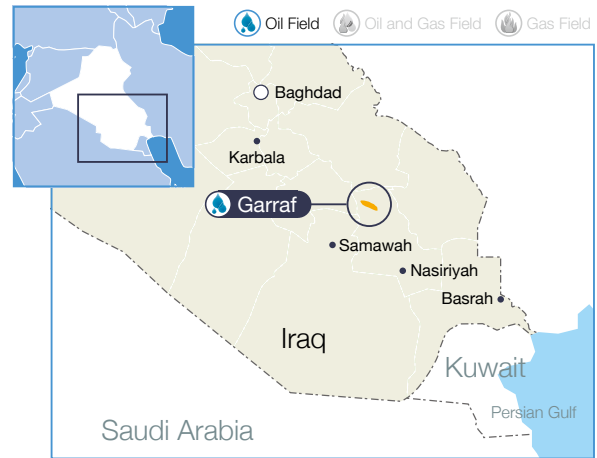 Oil Field
Oil and Gas Field
Gas Field
Baghdad
Karbala
Garraf
Samawah
Nasiriyah
Basrah
Iraq
Kuwait
Persian Gulf
Saudi Arabia